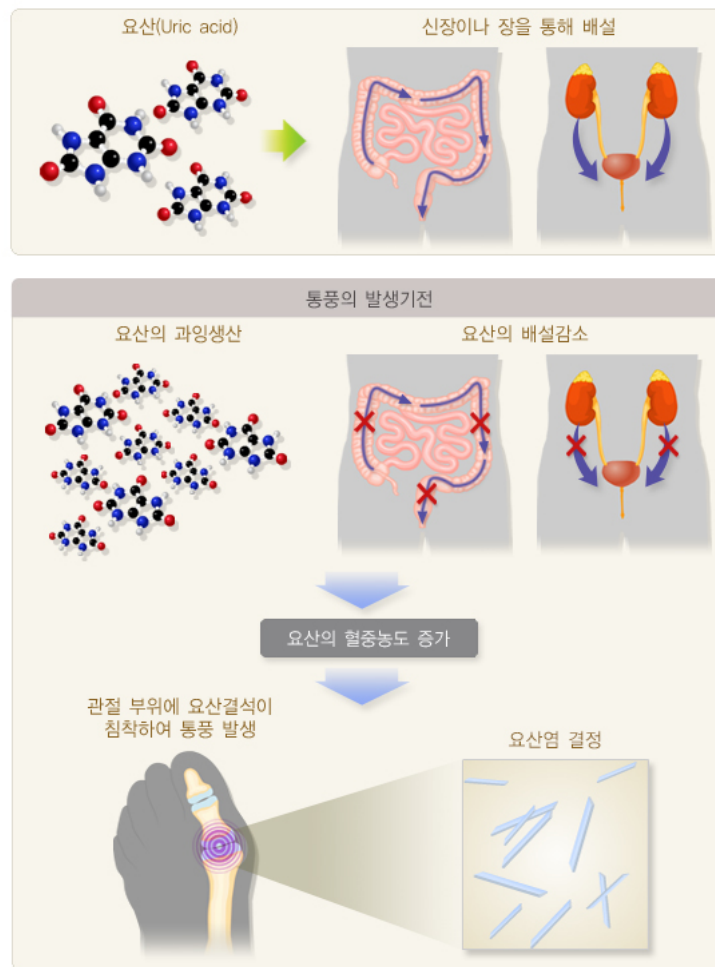 요산(Uric acid)
신장이나 장을 통해 배설
통풍의 발생기전
요산의 과잉생산
요산의 배설감소
요산의 혈중농도 증가
관절 부위에 요산결석이
침착하여 통풍 발생
요산염 결정